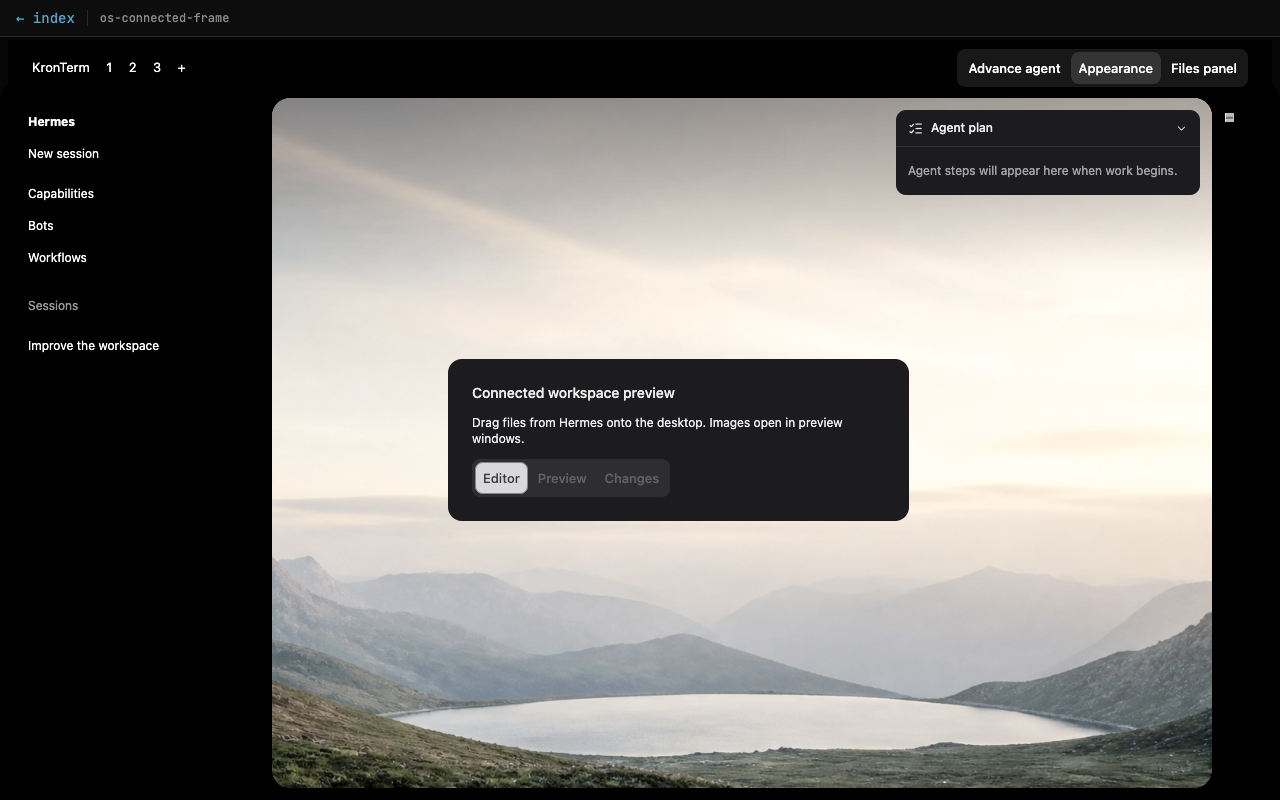 ← index
os-connected-frame
KronTerm 1 2 3 +
Advance agent Appearance Files panel
Hermes
New session
Capabilities
Bots
Workflows
Sessions
Improve the workspace
Agent plan
Agent steps will appear here when work begins.
Connected workspace preview
Drag files from Hermes onto the desktop. Images open in preview
windows.
Editor Preview Changes